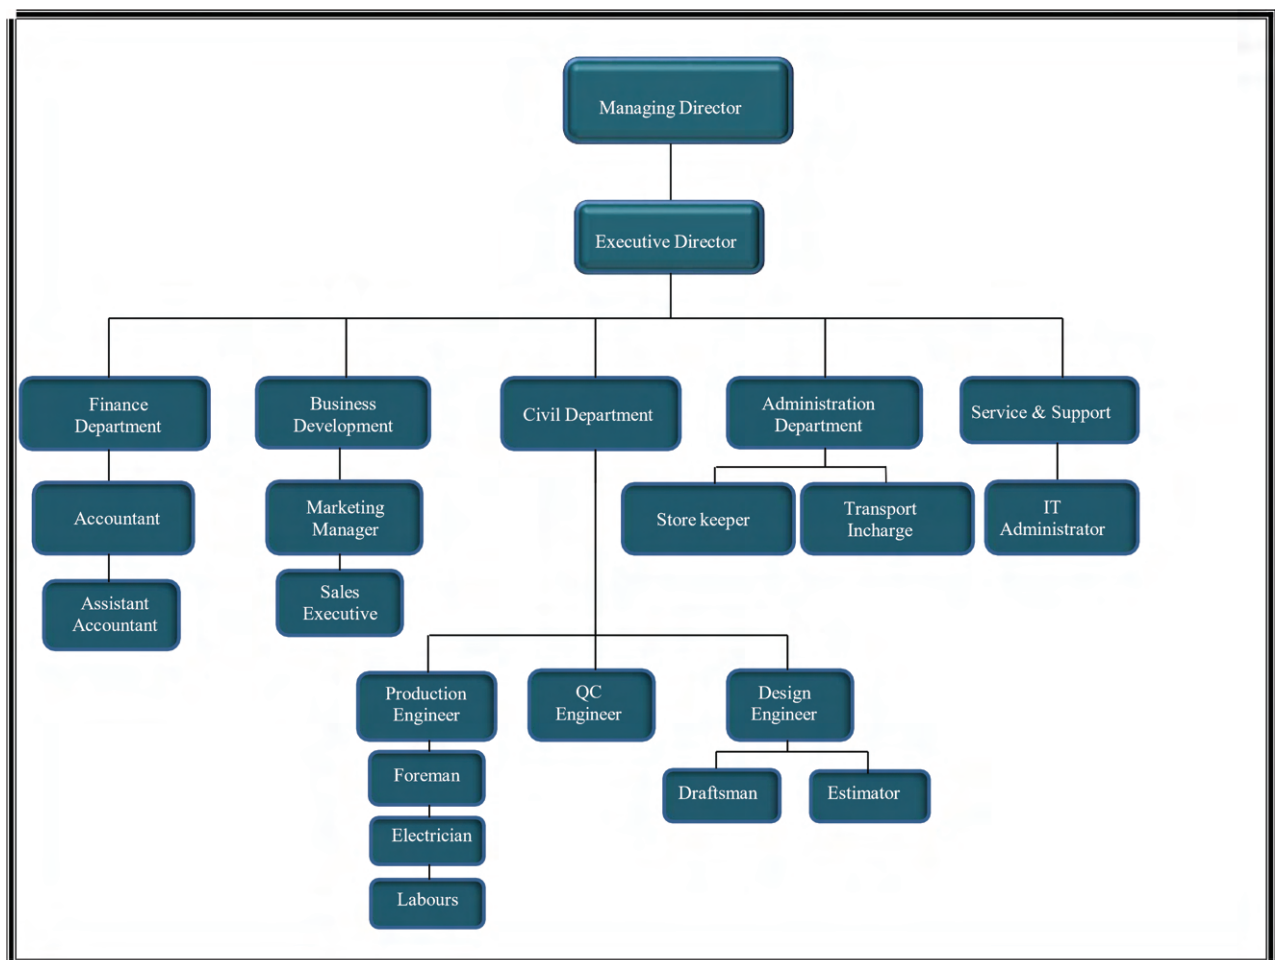 Managing Director
Executive Director
Finance
Department
Business
Development
Civil Department
Administration
Department
Service & Support
Accountant
Marketing
Manager
Store keeper
Transport
Incharge
IT
Administrator
Assistant
Accountant
Sales
Executive
Production
Engineer
QC
Engineer
Design
Engineer
Foreman
Draftsman
Estimator
Electrician
Labours